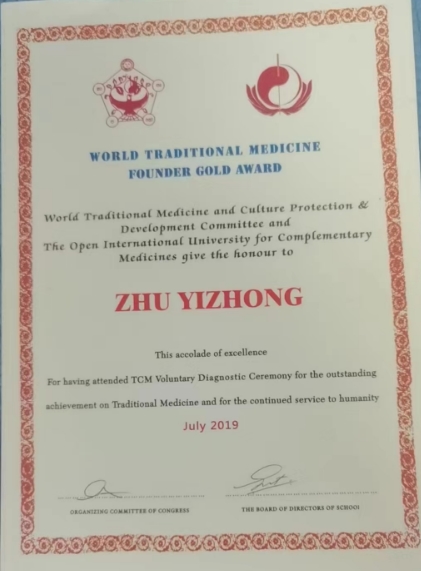 WORLD TRADITIONAL MEDICINE
FOUNDER GOLD AWARD
World Traditional Medicine and Culture Protection &
Development Committee and
The Open International University for Complementary
Medicines give the honour to
ZHU YIZHONG
This accolade of excellence
For having attended TCM Voluntary Diagnostic Ceremony for the outstanding
achievement on Traditional Medicine and for the continued service to humanity
July 2019
ORGANIZING COMMITTEE OF CONGRESS
THE BOARD OF DIRECTORS OF SCHOOL